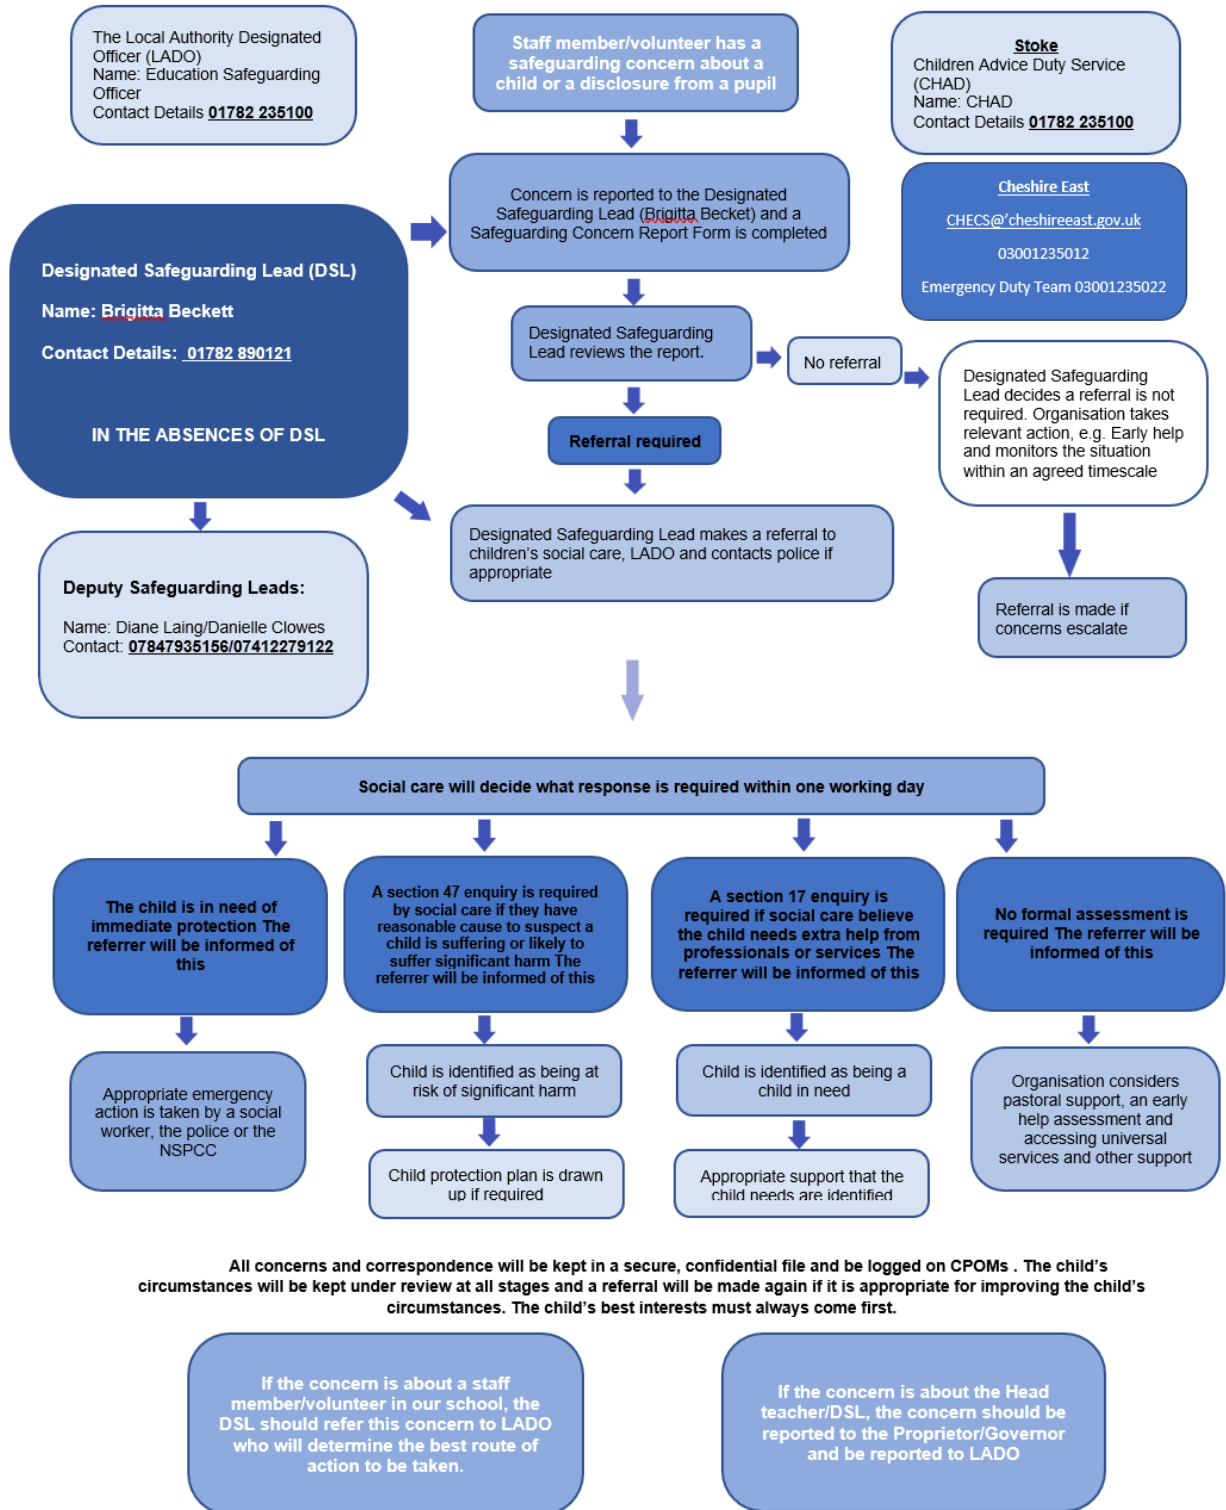 The Local Authority Designated
Officer (LADO)
Name: Education Safeguarding
Officer
Contact Details 01782 235100
Staff member/volunteer has a
safeguarding concern about a
child or a disclosure from a pupil
Stoke
Children Advice Duty Service
(CHAD)
Name: CHAD
Contact Details 01782 235100
Cheshire East
CHECS@'cheshireeast.gov.uk
03001235012
Emergency Duty Team 03001235022
Concern is reported to the Designated
Safeguarding Lead (Brigitta Becket) and a
Safeguarding Concern Report Form is completed
Designated Safeguarding Lead (DSL)
Name: Brigitta Beckett
Contact Details: 01782 890121
IN THE ABSENCES OF DSL
Designated Safeguarding
Lead reviews the report.
No referral
Designated Safeguarding
Lead decides a referral is not
required. Organisation takes
relevant action, e.g. Early help
and monitors the situation
within an agreed timescale
Referral required
Designated Safeguarding Lead makes a referral to
children's social care, LADO and contacts police if
appropriate
Deputy Safeguarding Leads:
Name: Diane Laing/Danielle Clowes
Contact: 07847935156/07412279122
Referral is made if
concerns escalate
Social care will decide what response is required within one working day
The child is in need of
immediate protection The
referrer will be informed of
this
A section 47 enquiry is required
by social care if they have
reasonable cause to suspect a
child is suffering or likely to
suffer significant harm The
referrer will be informed of this
A section 17 enquiry is
required if social care believe
the child needs extra help from
professionals or services The
referrer will be informed of this
No formal assessment is
required The referrer will be
informed of this
Appropriate emergency
action is taken by a social
worker, the police or the
NSPCC
Child is identified as being at
risk of significant harm
Child protection plan is drawn
up if required
Child is identified as being a
child in need
Appropriate support that the
child needs are identified
Organisation considers
pastoral support, an early
help assessment and
accessing universal
services and other support
All concerns and correspondence will be kept in a secure, confidential file and be logged on CPOMs . The child's
circumstances will be kept under review at all stages and a referral will be made again if it is appropriate for improving the child's
circumstances. The child's best interests must always come first.
If the concern is about a staff
member/volunteer in our school, the
DSL should refer this concern to LADO
who will determine the best route of
action to be taken.
If the concern is about the Head
teacher/DSL, the concern should be
reported to the Proprietor/Governor
and be reported to LADO